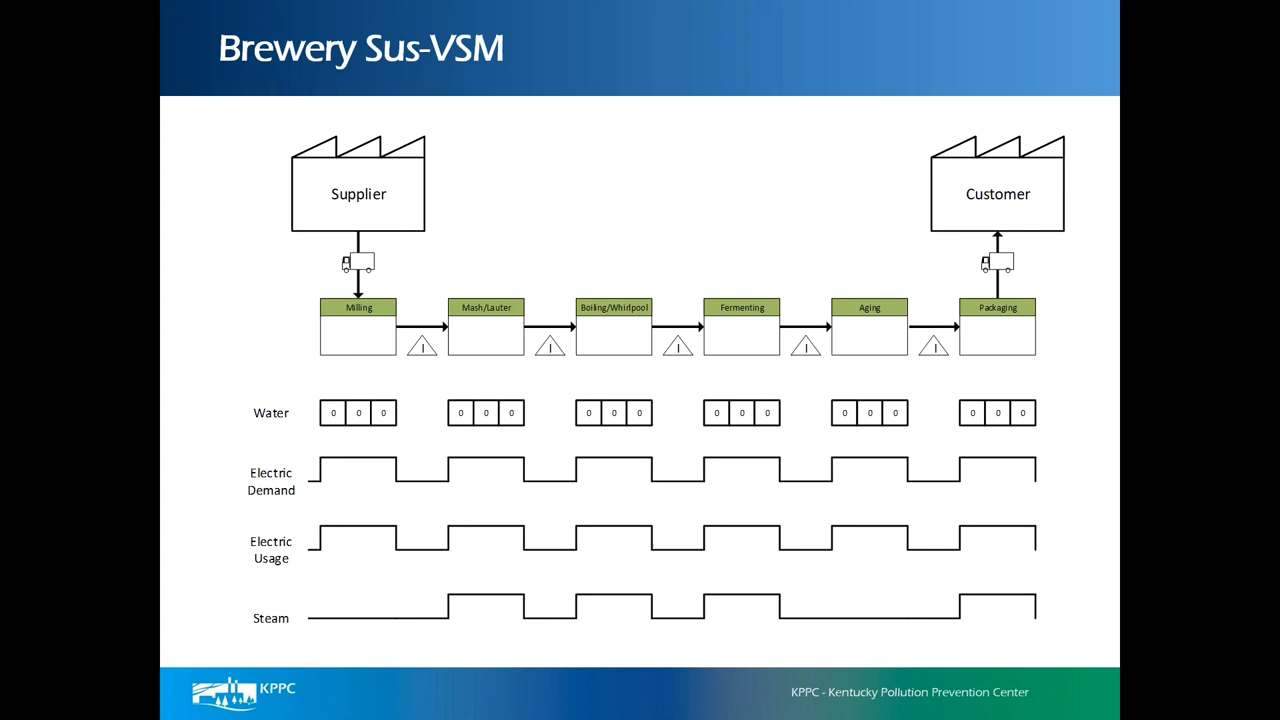 Brewery Sus-VSM
Supplier
Customer
Milling
Mash/Lauter
Boiling/Whirlpool
Fermenting
Aging
Packaging
I
I
I
I
I
Water
0 0 0
0 0 0
0 0 0
0 0 0
0 0 0
0 0 0
Electric
Demand
Electric
Usage
Steam
KPPC
KPPC - Kentucky Pollution Prevention Center